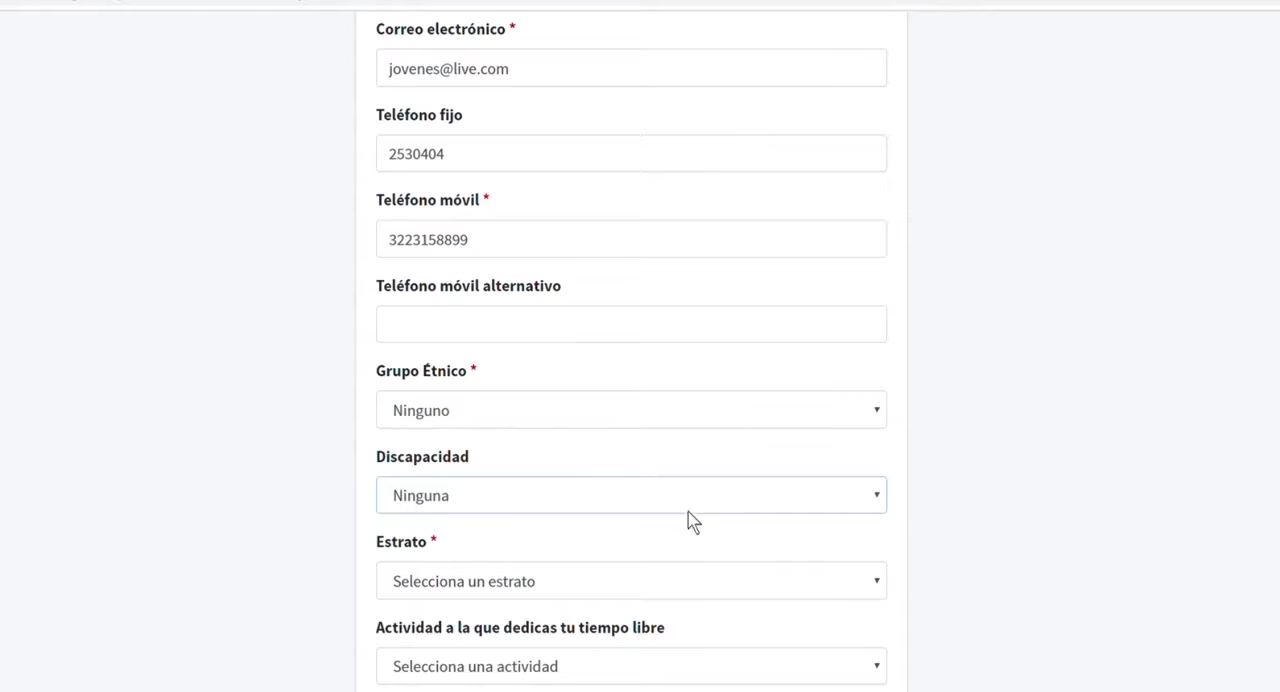 Correo electrónico *
jovenes@live.com
Teléfono fijo
2530404
Teléfono móvil *
3223158899
Teléfono móvil alternativo
Grupo Étnico *
Ninguno
Discapacidad
Ninguna
Estrato *
Selecciona un estrato
Actividad a la que dedicas tu tiempo libre
Selecciona una actividad